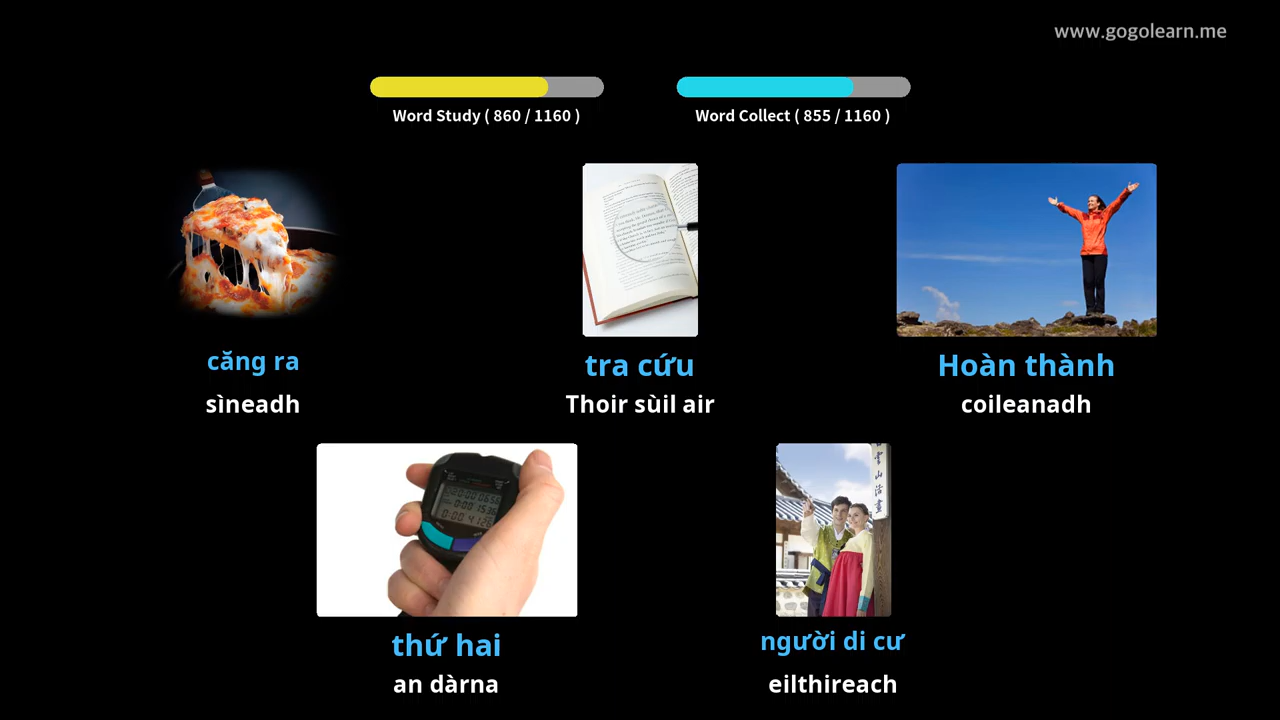 www.gogolearn.me
Word Study ( 860 / 1160 )
Word Collect ( 855 / 1160 )
căng ra
sìneadh
tra cứu
Thoir sùil air
Hoàn thành
coileanadh
thứ hai
an dàrna
người di cư
eilthireach